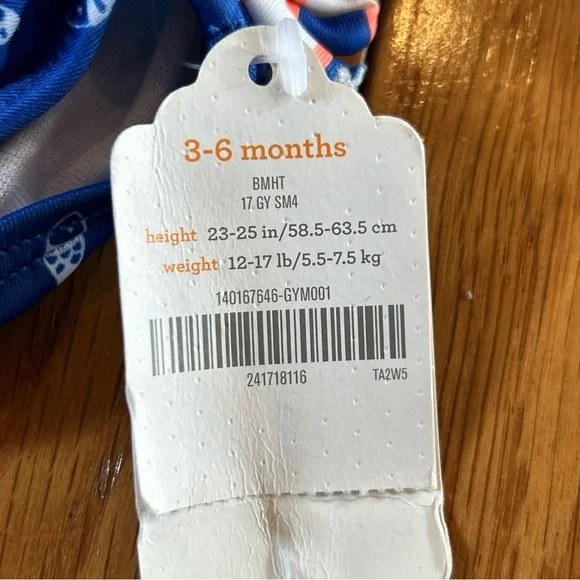 3-6 months
BMHT
17 GY SM4
height 23-25 in/58.5-63.5 cm
weight 12-17 lb/5.5-7.5 kg
140167646-GYM001
241718116 TA2W5